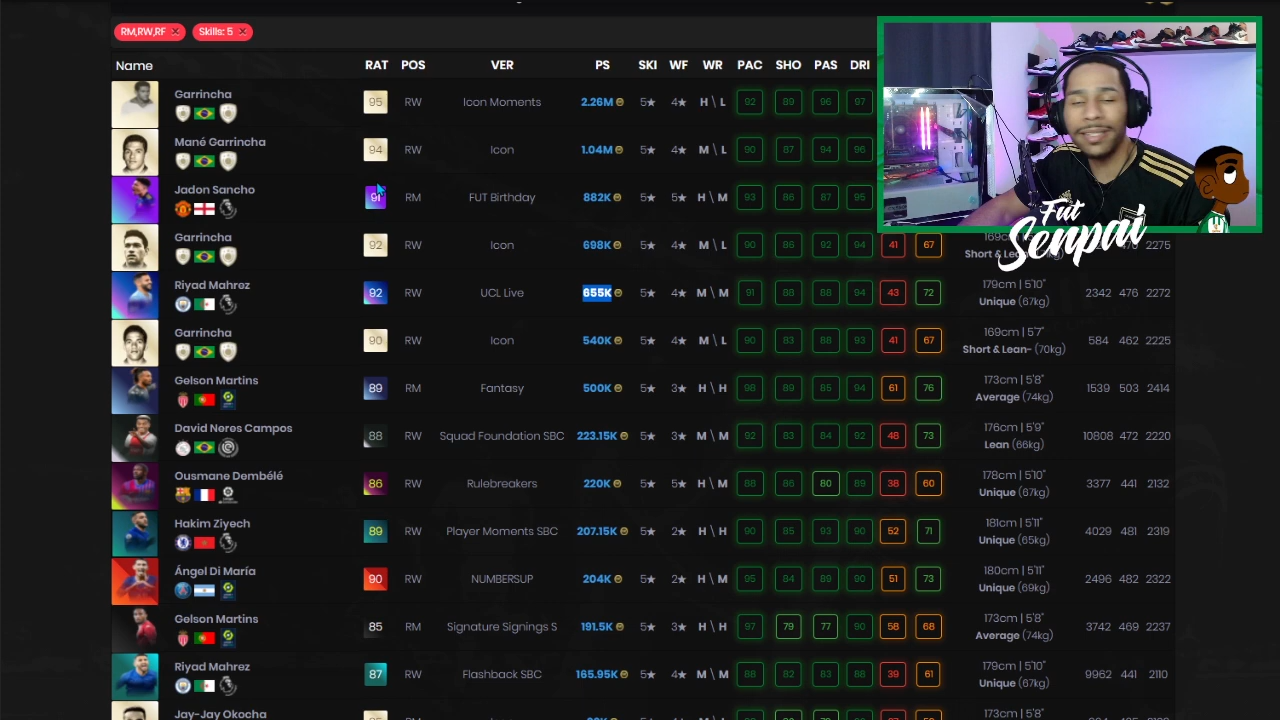 RM,RW,RF ✕ Skills: 5 ✕
Name RAT POS VER PS SKI WF WR PAC SHO PAS DRI
Garrincha 95 RW Icon Moments 2.26M 5★ 4★ H \ L 92 89 96 97
Mané Garrincha 94 RW Icon 1.04M 5★ 4★ M \ L 90 87 94 96
Jadon Sancho 91 RM FUT Birthday 882K 5★ 5★ H \ M 93 86 87 95
Fut
Senpai
Garrincha 92 RW Icon 698K 5★ 4★ M \ L 90 86 92 94 41 67 169cm 2275
Short & Lean
Riyad Mahrez 92 RW UCL Live 655K 5★ 4★ M \ M 91 88 88 94 43 72 179cm | 5'10" 2342 476 2272
Unique (67kg)
Garrincha 90 RW Icon 540K 5★ 4★ M \ L 90 83 88 93 41 67 169cm | 5'7" 584 462 2225
Short & Lean- (70kg)
Gelson Martins 89 RM Fantasy 500K 5★ 3★ H \ H 98 89 85 94 61 76 173cm | 5'8" 1539 503 2414
Average (74kg)
David Neres Campos 88 RW Squad Foundation SBC 223.15K 5★ 3★ M \ M 92 83 84 92 48 73 176cm | 5'9" 10808 472 2220
Lean (66kg)
Ousmane Dembélé 86 RW Rulebreakers 220K 5★ 5★ H \ M 88 86 80 89 38 60 178cm | 5'10" 3377 441 2132
Unique (67kg)
Hakim Ziyech 89 RW Player Moments SBC 207.15K 5★ 2★ H \ H 90 85 93 90 52 71 181cm | 5'11" 4029 481 2319
Unique (65kg)
Ángel Di María 90 RW NUMBERSUP 204K 5★ 2★ H \ M 95 84 89 90 51 73 180cm | 5'11" 2496 482 2322
Unique (69kg)
Gelson Martins 85 RM Signature Signings S 191.5K 5★ 3★ H \ H 97 79 77 90 58 68 173cm | 5'8" 3742 469 2237
Average (74kg)
Riyad Mahrez 87 RW Flashback SBC 165.95K 5★ 4★ M \ M 88 82 83 88 39 61 179cm | 5'10" 9962 441 2110
Unique (67kg)
Jay-Jay Okocha 173cm | 5'8"